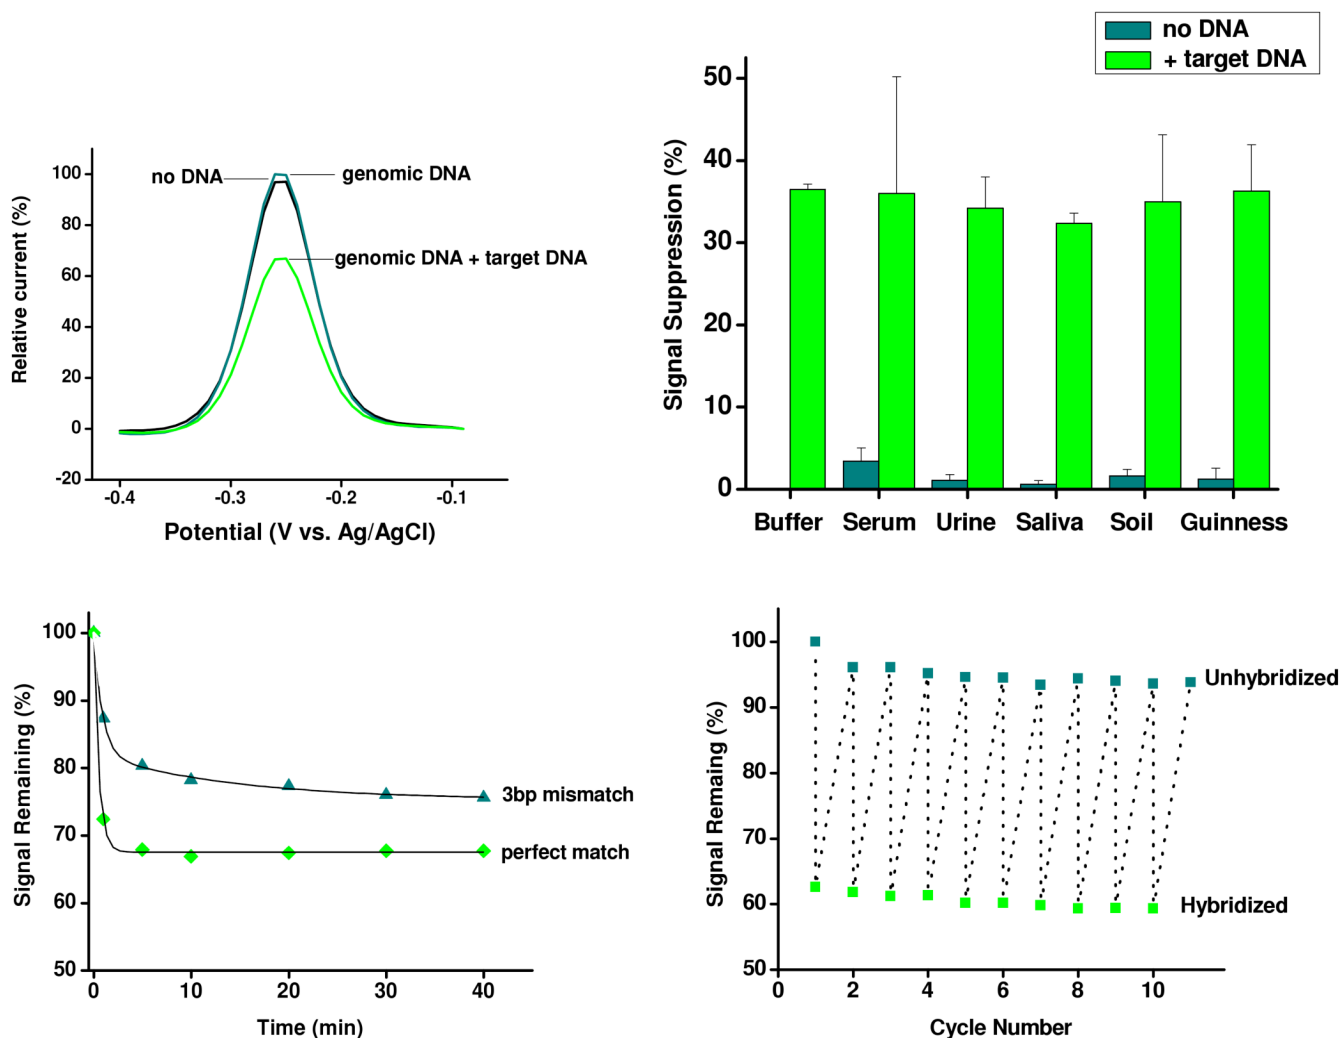 no DNA
+ target DNA
Relative current (%)
100
80
60
40
20
0
-20
no DNA
genomic DNA
genomic DNA + target DNA
-0.4
-0.3
-0.2
-0.1
Potential (V vs. Ag/AgCl)
Signal Suppression (%)
50
40
30
20
10
0
Buffer
Serum
Urine
Saliva
Soil
Guinness
Signal Remaining (%)
100
90
80
70
60
50
3bp mismatch
perfect match
0
10
20
30
40
Time (min)
Signal Remaing (%)
100
90
80
70
60
50
Unhybridized
Hybridized
0
2
4
6
8
10
Cycle Number